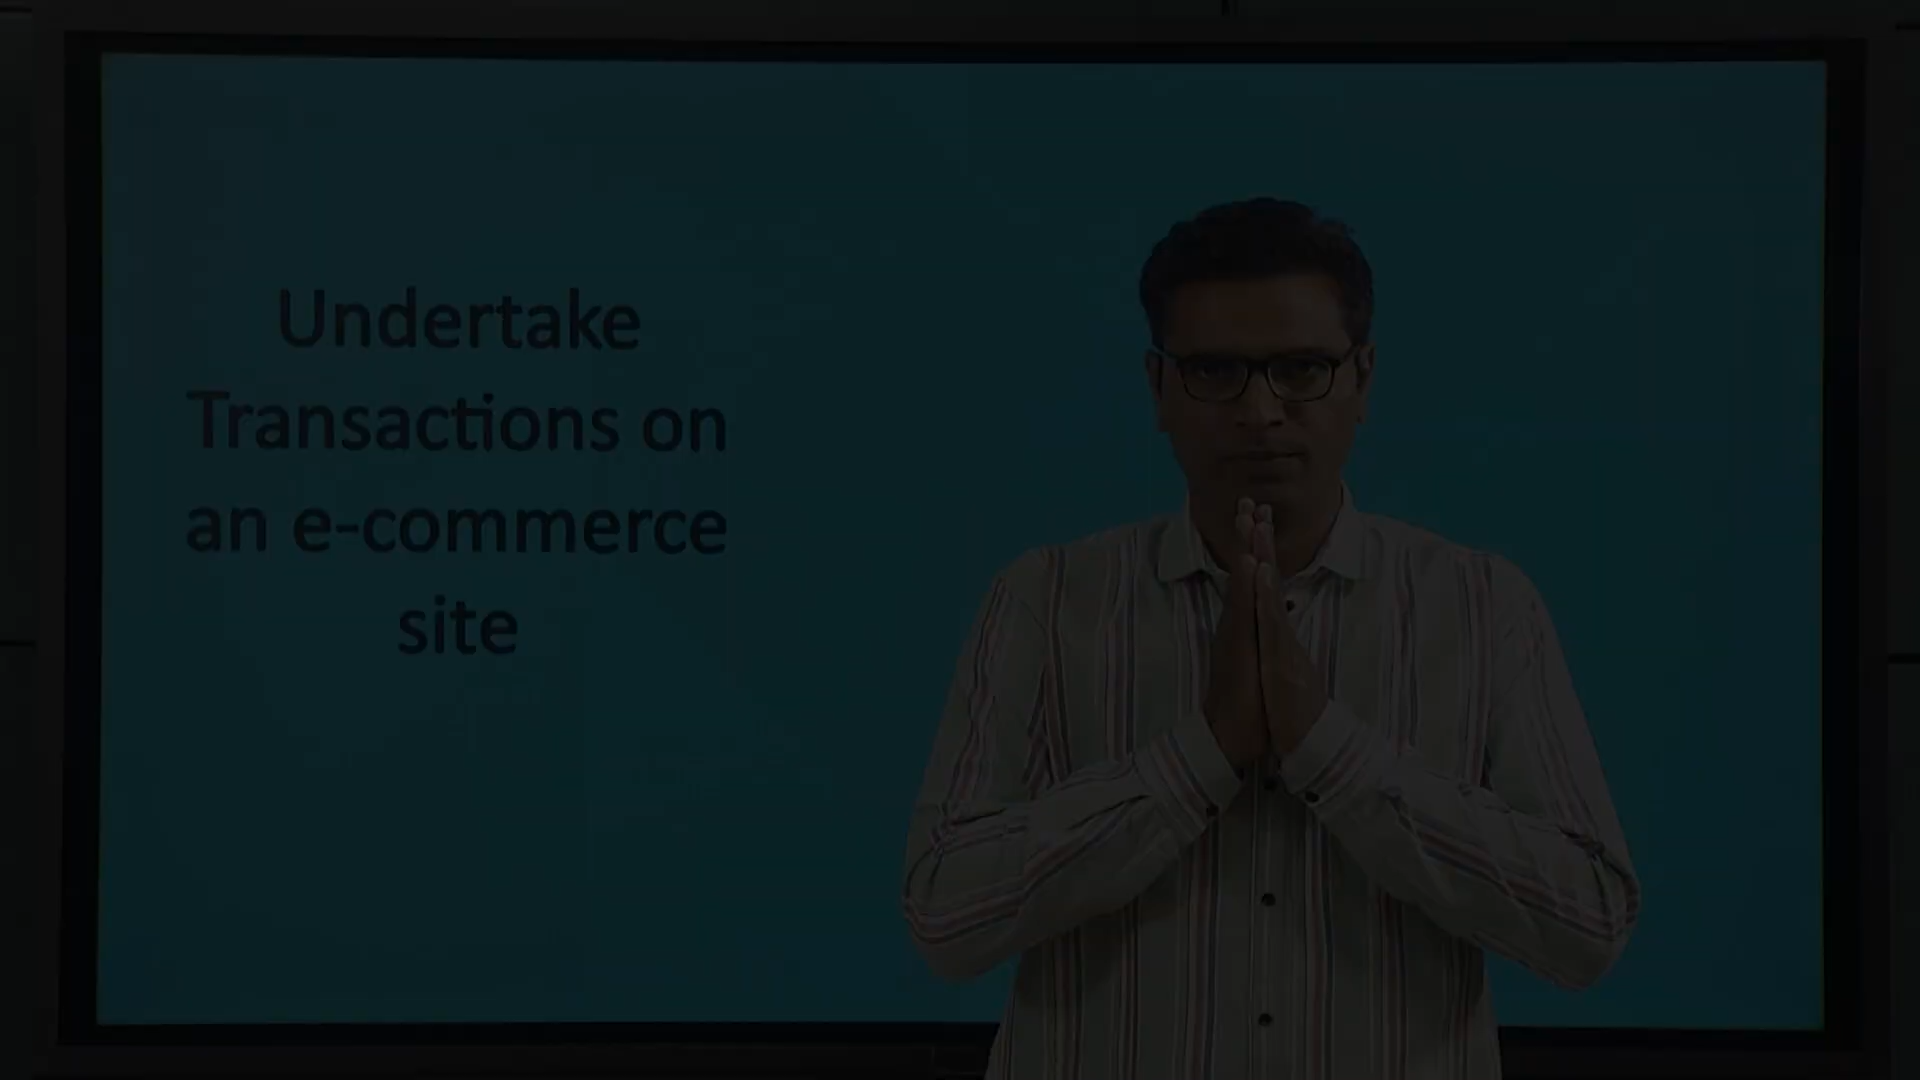 Undertake
Transactions on
an e-commerce
site